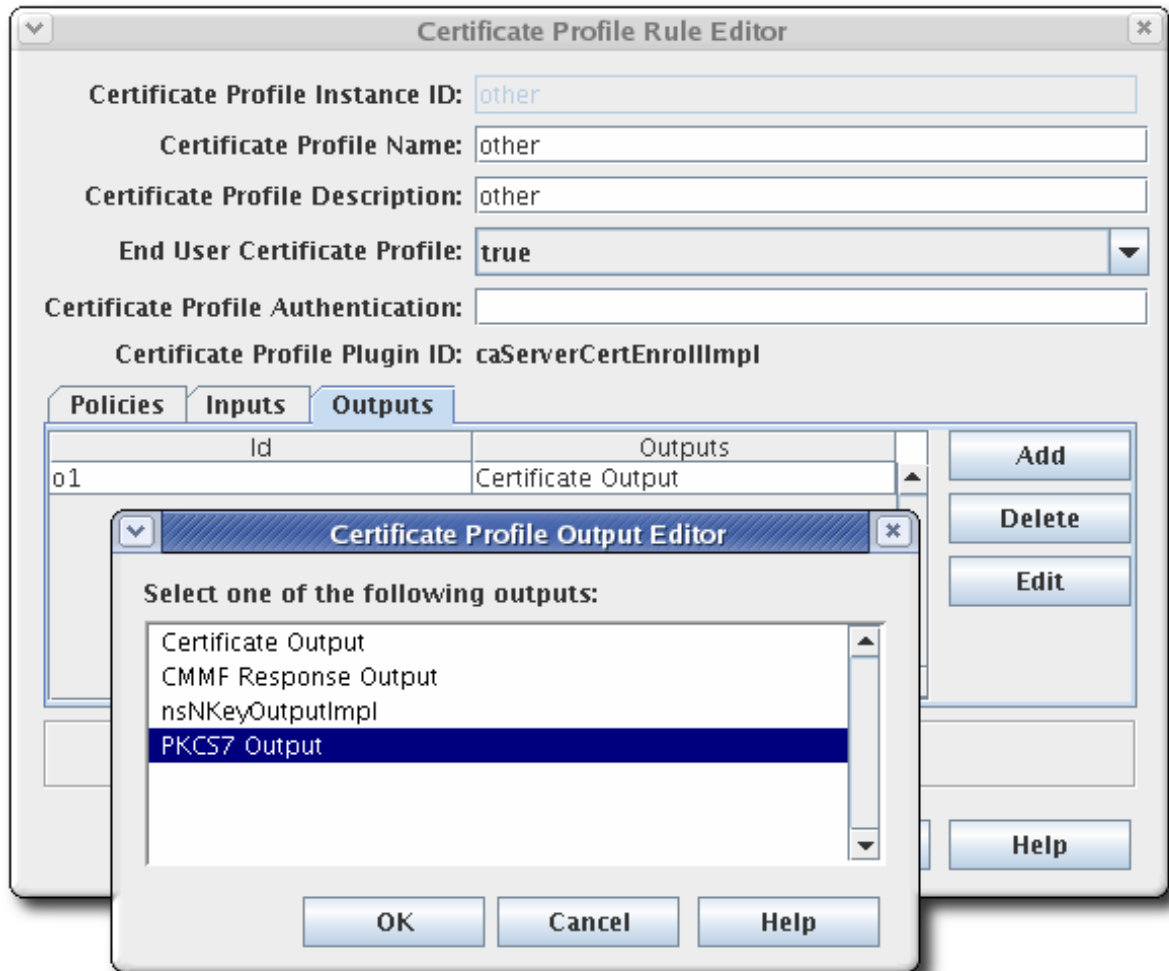 Certificate Profile Rule Editor
Certificate Profile Instance ID: other
Certificate Profile Name: other
Certificate Profile Description: other
End User Certificate Profile: true
Certificate Profile Authentication:
Certificate Profile Plugin ID: caServerCertEnrollImpl
Policies Inputs Outputs
Id Outputs
o1 Certificate Output
Add
Delete
Edit
Certificate Profile Output Editor
Select one of the following outputs:
Certificate Output
CMMF Response Output
nsNKeyOutputImpl
PKCS7 Output
OK Cancel Help
Help